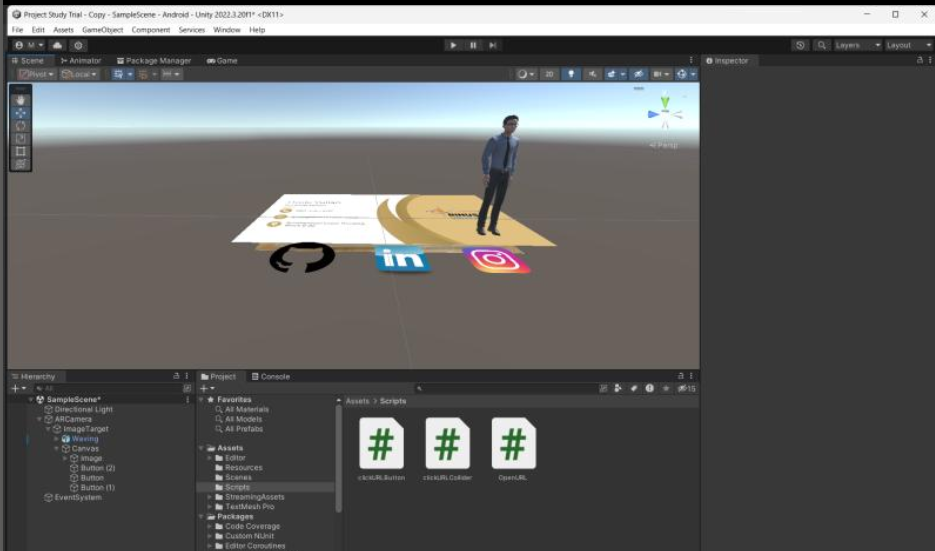 Project Study Trial - Copy - SampleScene - Android - Unity 2022.3.20f1* <DX11>
File Edit Assets GameObject Component Services Window Help
M
Layers Layout
Scene Animator Package Manager Game
Inspector
Pivot Local
2D
Persp
BINUS
in
Hierarchy
Project Console
All
15
SampleScene*
Directional Light
ARCamera
ImageTarget
Waving
Canvas
Image
Button (2)
Button
Button (1)
EventSystem
Favorites
All Materials
All Models
All Prefabs
Assets
Editor
Resources
Scenes
Scripts
StreamingAssets
TextMesh Pro
Packages
Code Coverage
Custom NUnit
Editor Coroutines
Assets > Scripts
# # #
clickURLButton clickURLCollider OpenURL